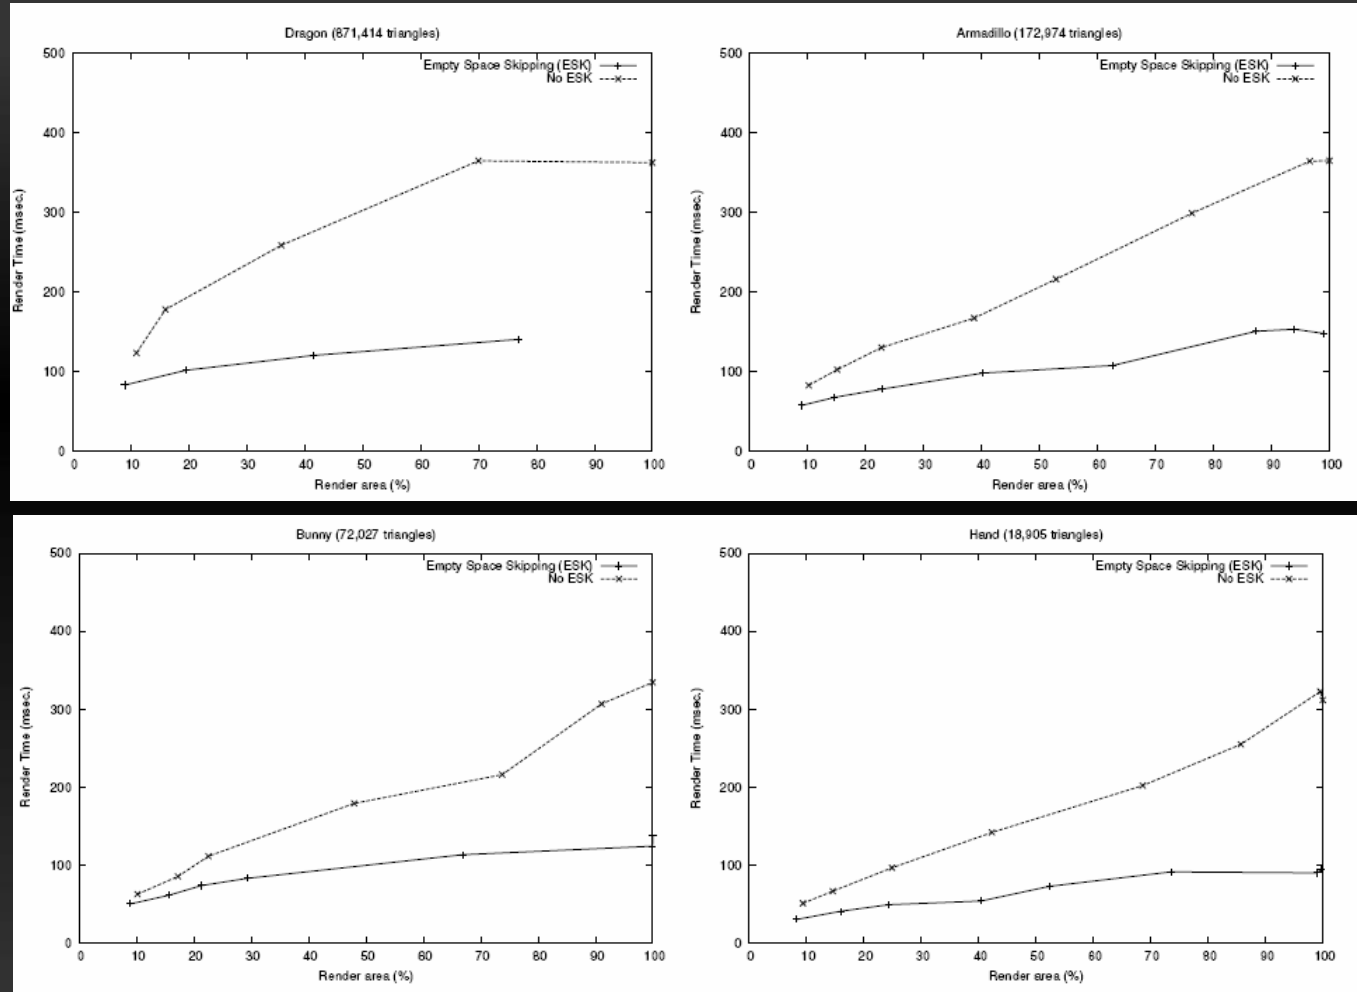 Dragon (871,414 triangles)
500
400
300
200
100
0
Render Time (msec.)
Empty Space Skipping (ESK)
No ESK
0 10 20 30 40 50 60 70 80 90 100
Render area (%)
Armadillo (172,974 triangles)
500
400
300
200
100
0
Render Time (msec.)
Empty Space Skipping (ESK)
No ESK
0 10 20 30 40 50 60 70 80 90 100
Render area (%)
Bunny (72,027 triangles)
500
400
300
200
100
0
Render Time (msec.)
Empty Space Skipping (ESK)
No ESK
0 10 20 30 40 50 60 70 80 90 100
Render area (%)
Hand (18,905 triangles)
500
400
300
200
100
0
Render Time (msec.)
Empty Space Skipping (ESK)
No ESK
0 10 20 30 40 50 60 70 80 90 100
Render area (%)